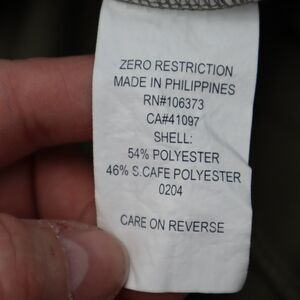 ZERO RESTRICTION
MADE IN PHILIPPINES
RN#106373
CA#41097
SHELL:
54% POLYESTER
46% S.CAFE POLYESTER
0204
CARE ON REVERSE